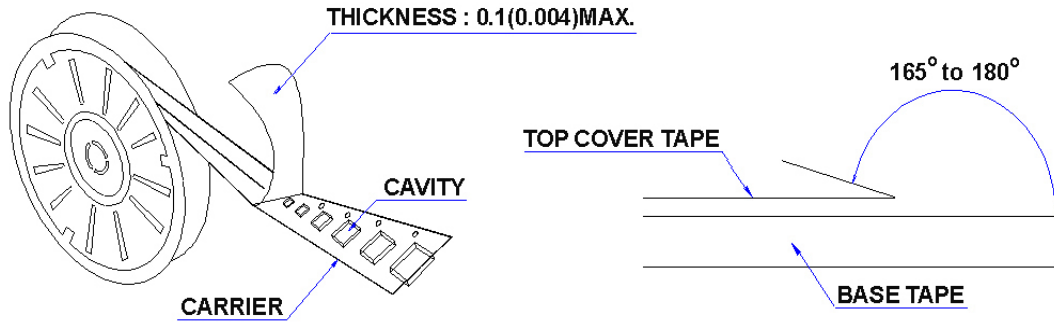 THICKNESS : 0.1(0.004)MAX.
165° to 180°
TOP COVER TAPE
CAVITY
CARRIER
BASE TAPE